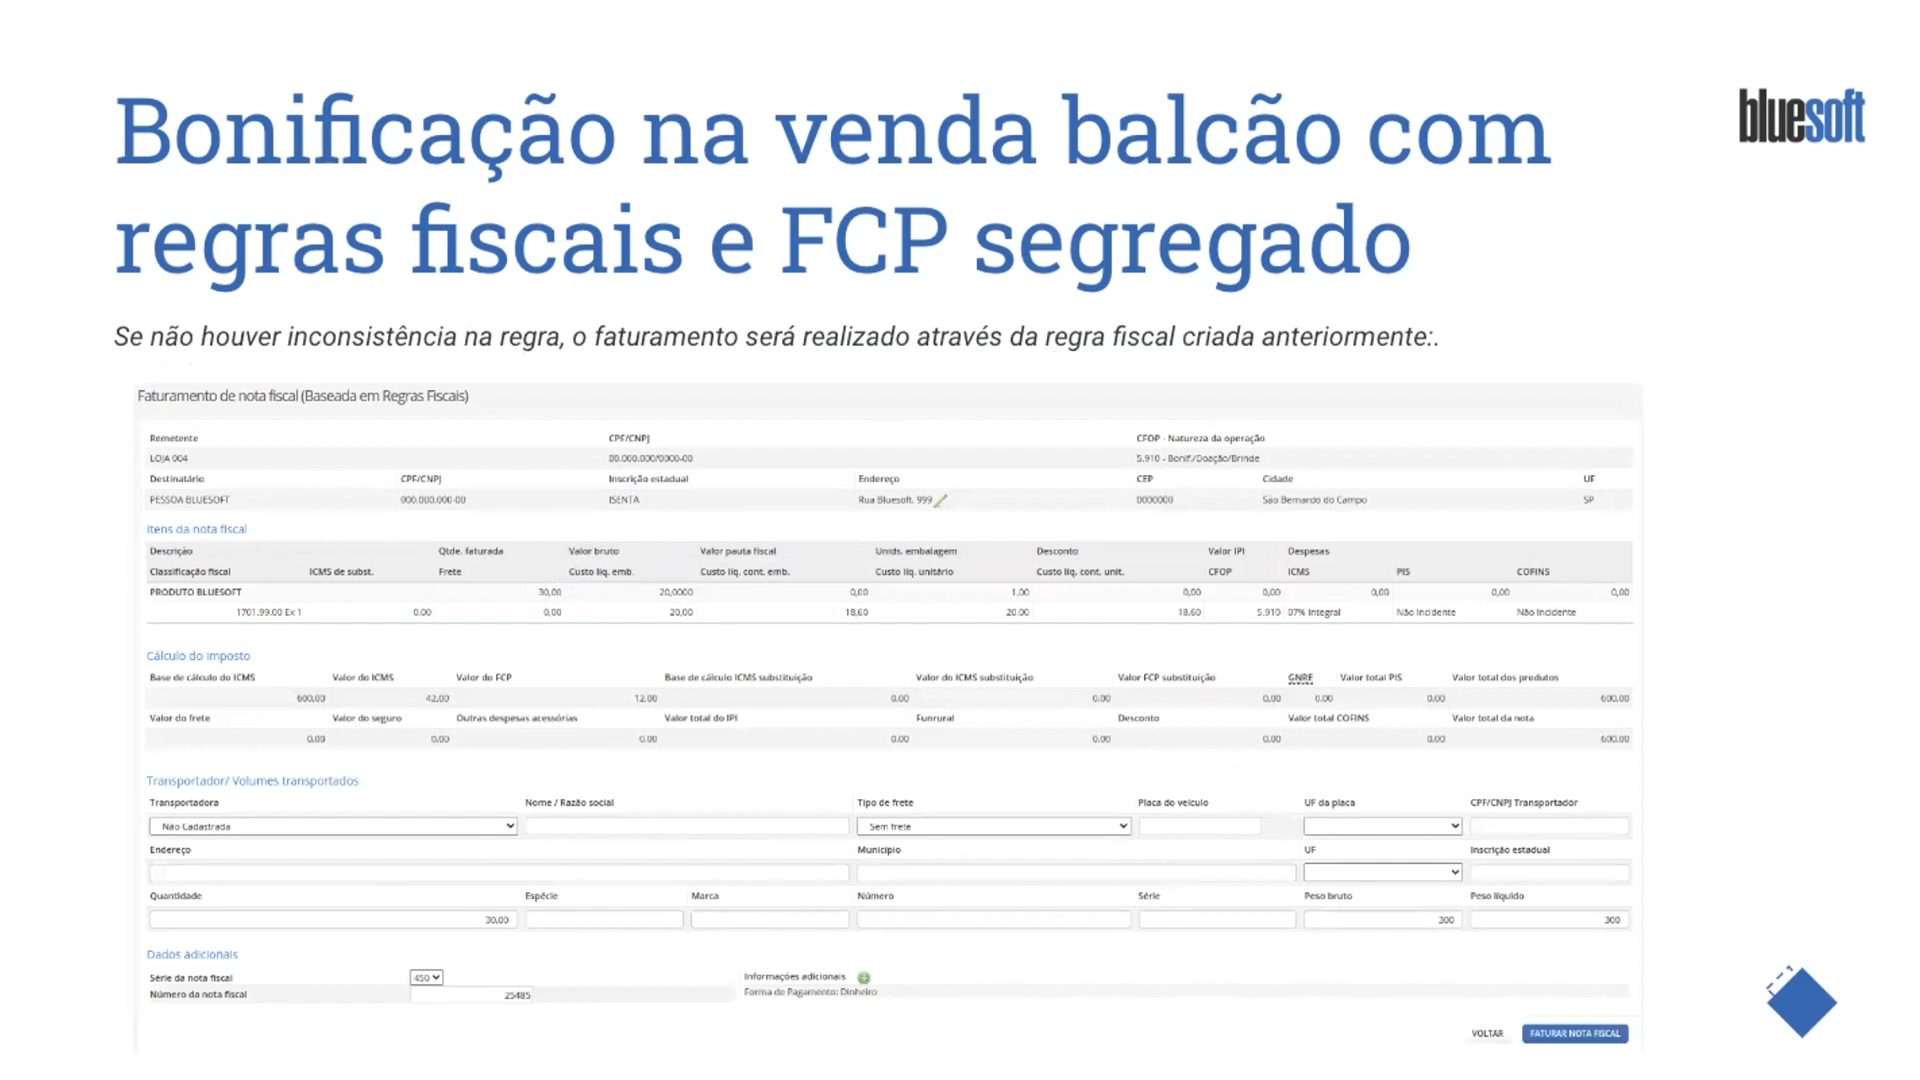 Bonificação na venda balcão com
regras fiscais e FCP segregado
bluesoft
Se não houver inconsistência na regra, o faturamento será realizado através da regra fiscal criada anteriormente:.
Faturamento de nota fiscal (Baseada em Regras Fiscais)
Remetente CPF/CNPJ CFOP - Natureza da operação
LOJA 004 00.000.000/0000-00 5.910 - Bonif./Doação/Brinde
Destinatário CPF/CNPJ Inscrição estadual Endereço CEP Cidade UF
PESSOA BLUESOFT 000.000.000-00 ISENTA Rua Bluesoft, 999 0000000 São Bernardo do Campo SP
Itens da nota fiscal
Descrição Qtde. faturada Valor bruto Valor pauta fiscal Unids. embalagem Desconto Valor IPI Despesas
Classificação fiscal ICMS de subst. Frete Custo líq. emb. Custo líq. cont. emb. Custo líq. unitário Custo líq. cont. unit. CFOP ICMS PIS COFINS
PRODUTO BLUESOFT 30,00 20,0000 0,00 1,00 0,00 0,00 0,00 0,00 0,00
1701.99.00 Ex 1 0.00 0,00 20,00 18,60 20.00 18,60 5.910 07% Integral Não Incidente Não Incidente
Cálculo do imposto
Base de cálculo do ICMS Valor do ICMS Valor do FCP Base de cálculo ICMS substituição Valor do ICMS substituição Valor FCP substituição GNRE Valor total PIS Valor total dos produtos
600,00 42,00 12,00 0.00 0.00 0,00 0.00 0.00 600,00
Valor do frete Valor do seguro Outras despesas acessórias Valor total do IPI Funrural Desconto Valor total COFINS Valor total da nota
0,00 0,00 0,00 0,00 0,00 0,00 0,00 600,00
Transportador/ Volumes transportados
Transportadora Nome / Razão social Tipo de frete Placa do veículo UF da placa CPF/CNPJ Transportador
Não Cadastrada Sem frete
Endereço Município UF Inscrição estadual
Quantidade Espécie Marca Número Série Peso bruto Peso líquido
30,00 300 300
Dados adicionais
Série da nota fiscal 450 Informações adicionais
Número da nota fiscal 25485 Forma de Pagamento: Dinheiro
VOLTAR FATURAR NOTA FISCAL